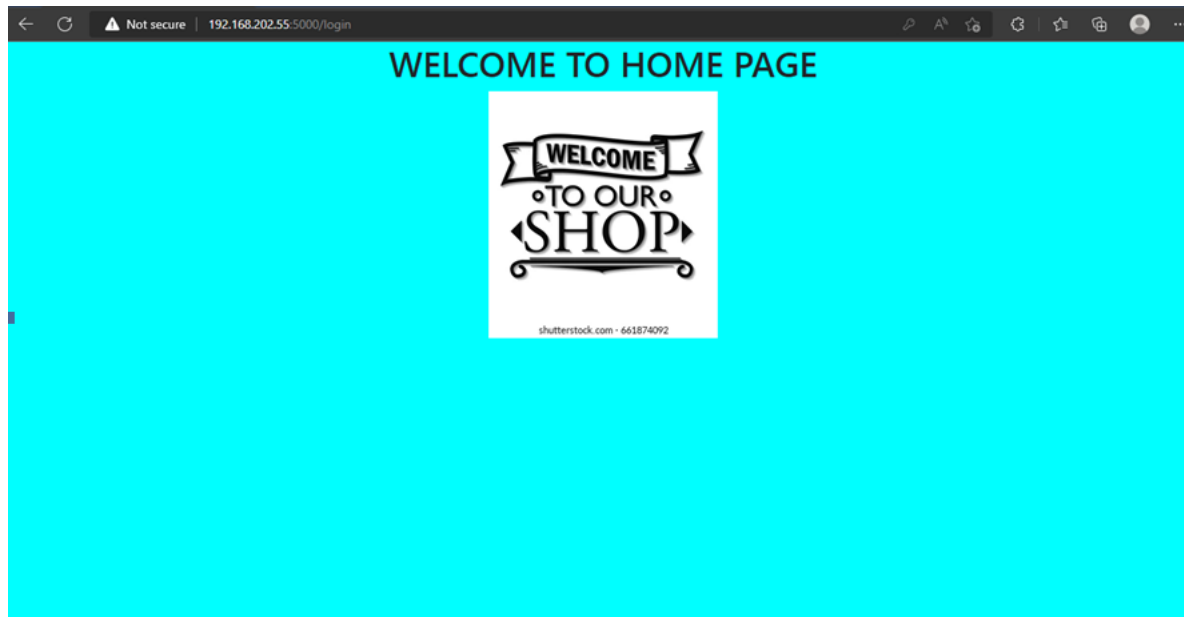 Not secure 192.168.202.55:5000/login
WELCOME TO HOME PAGE
WELCOME
TO OUR
SHOP
shutterstock.com · 661874092